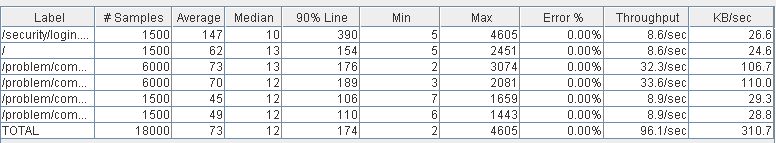 Label # Samples Average Median 90% Line Min Max Error % Throughput KB/sec
/security/login.... 1500 147 10 390 5 4605 0.00% 8.6/sec 26.6
/ 1500 62 13 154 5 2451 0.00% 8.6/sec 24.6
/problem/com... 6000 73 13 176 2 3074 0.00% 32.3/sec 106.7
/problem/com... 6000 70 12 189 3 2081 0.00% 33.6/sec 110.0
/problem/com... 1500 45 12 106 7 1659 0.00% 8.9/sec 29.3
/problem/com... 1500 49 12 110 6 1443 0.00% 8.9/sec 28.8
TOTAL 18000 73 12 174 2 4605 0.00% 96.1/sec 310.7